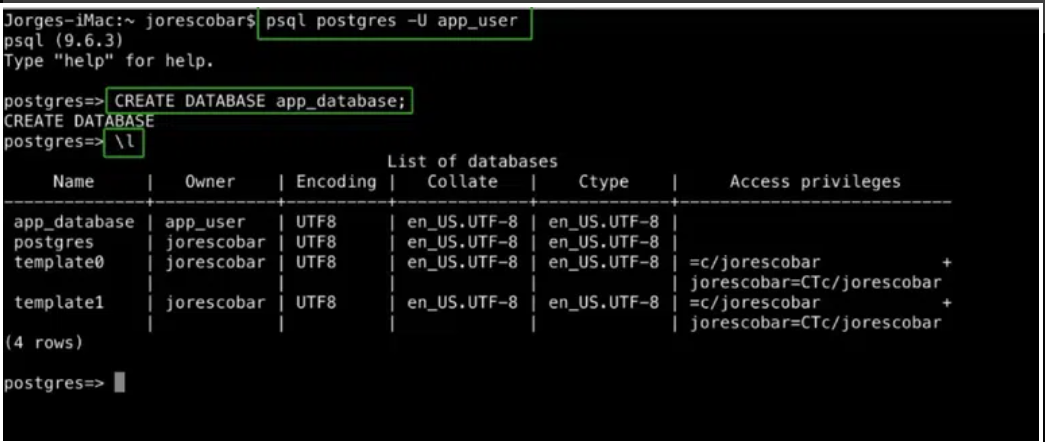 Jorges-iMac:~ jorescobar$ psql postgres -U app_user
psql (9.6.3)
Type "help" for help.
postgres=> CREATE DATABASE app_database;
CREATE DATABASE
postgres=> \l
List of databases
Name | Owner | Encoding | Collate | Ctype | Access privileges
--------------+------------+----------+-------------+-------------+---------------------------
app_database | app_user | UTF8 | en_US.UTF-8 | en_US.UTF-8 |
postgres | jorescobar | UTF8 | en_US.UTF-8 | en_US.UTF-8 |
template0 | jorescobar | UTF8 | en_US.UTF-8 | en_US.UTF-8 | =c/jorescobar +
| | | | | jorescobar=CTc/jorescobar
template1 | jorescobar | UTF8 | en_US.UTF-8 | en_US.UTF-8 | =c/jorescobar +
| | | | | jorescobar=CTc/jorescobar
(4 rows)
postgres=>